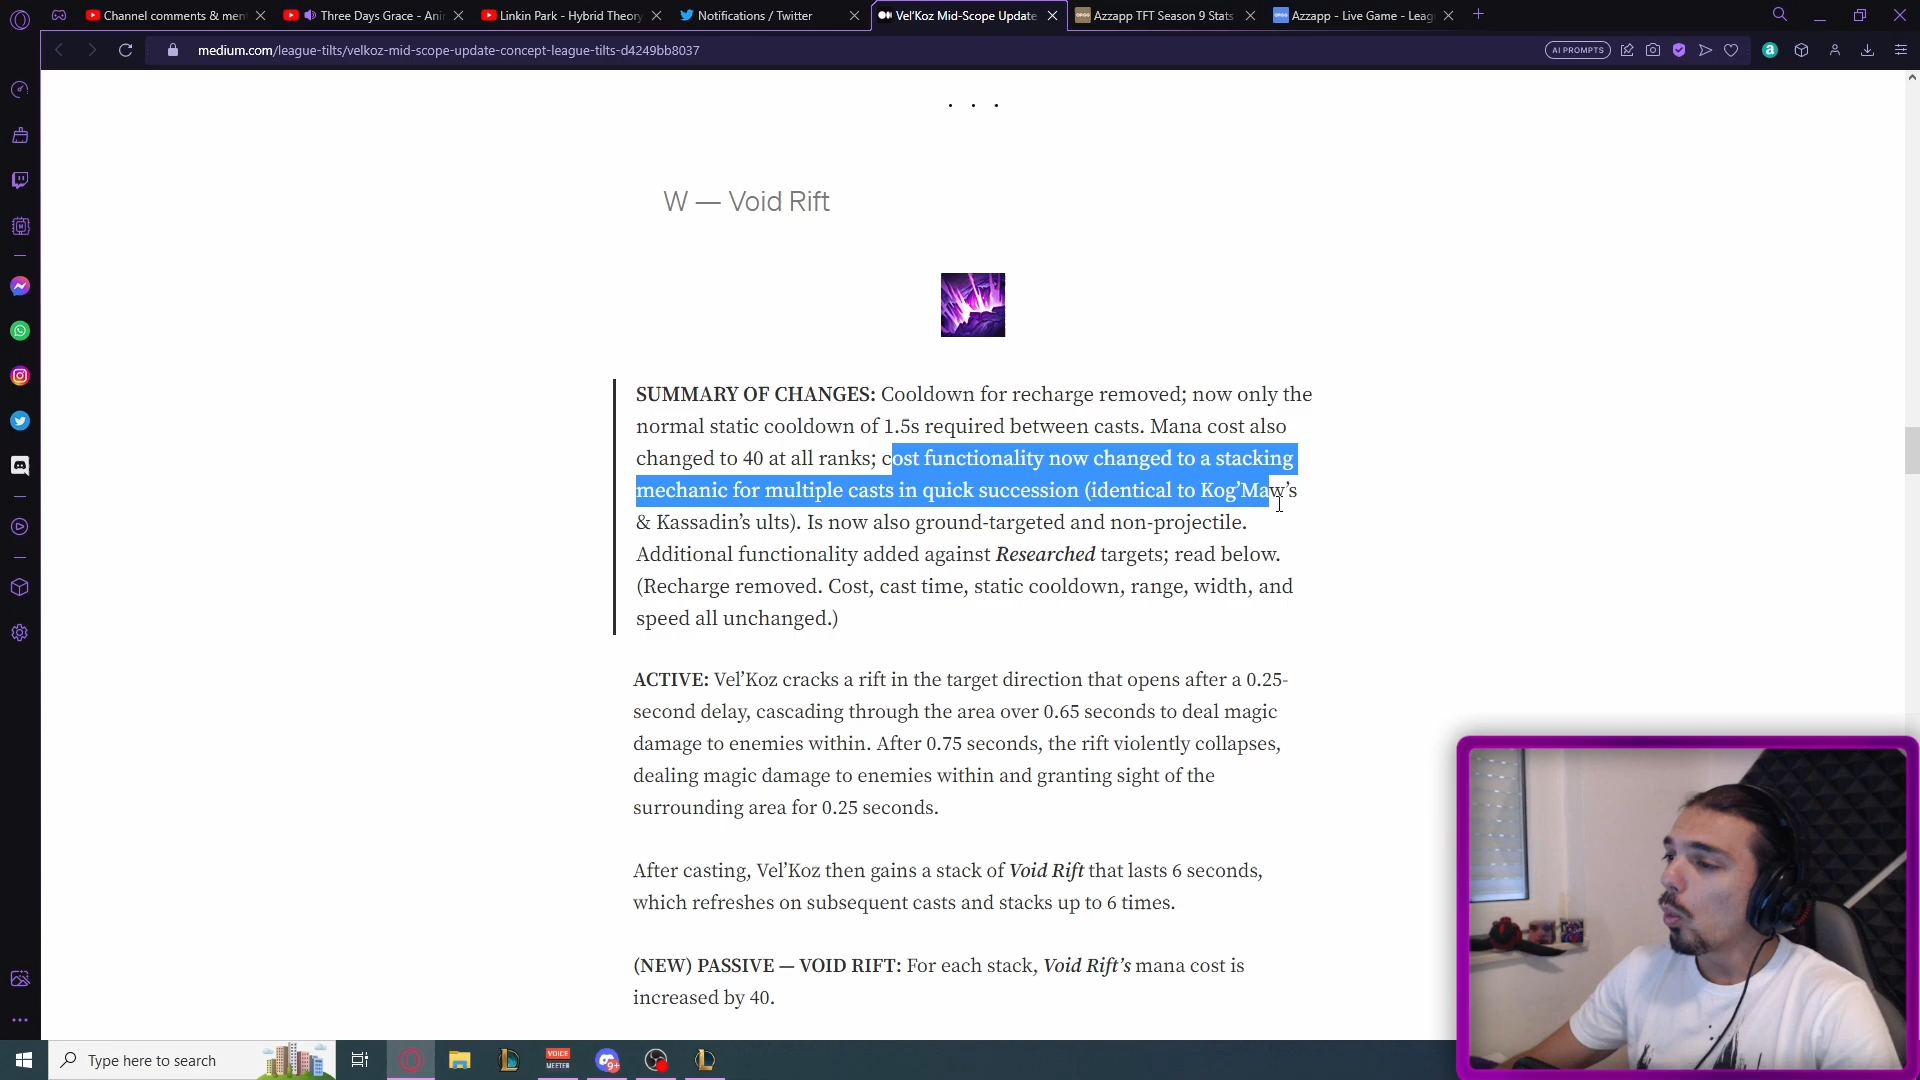 Channel comments & men
Three Days Grace - Ani
Linkin Park - Hybrid Theory
Notifications / Twitter
Vel'Koz Mid-Scope Update
Azzapp TFT Season 9 Stats
Azzapp - Live Game - Leag
medium.com/league-tilts/velkoz-mid-scope-update-concept-league-tilts-d4249bb8037
AI PROMPTS
. . .
W — Void Rift
SUMMARY OF CHANGES: Cooldown for recharge removed; now only the
normal static cooldown of 1.5s required between casts. Mana cost also
changed to 40 at all ranks; cost functionality now changed to a stacking
mechanic for multiple casts in quick succession (identical to Kog’Maw’s
& Kassadin’s ults). Is now also ground-targeted and non-projectile.
Additional functionality added against Researched targets; read below.
(Recharge removed. Cost, cast time, static cooldown, range, width, and
speed all unchanged.)
ACTIVE: Vel’Koz cracks a rift in the target direction that opens after a 0.25-
second delay, cascading through the area over 0.65 seconds to deal magic
damage to enemies within. After 0.75 seconds, the rift violently collapses,
dealing magic damage to enemies within and granting sight of the
surrounding area for 0.25 seconds.
After casting, Vel’Koz then gains a stack of Void Rift that lasts 6 seconds,
which refreshes on subsequent casts and stacks up to 6 times.
(NEW) PASSIVE — VOID RIFT: For each stack, Void Rift’s mana cost is
increased by 40.
Type here to search
VOICE
MEETER
9+